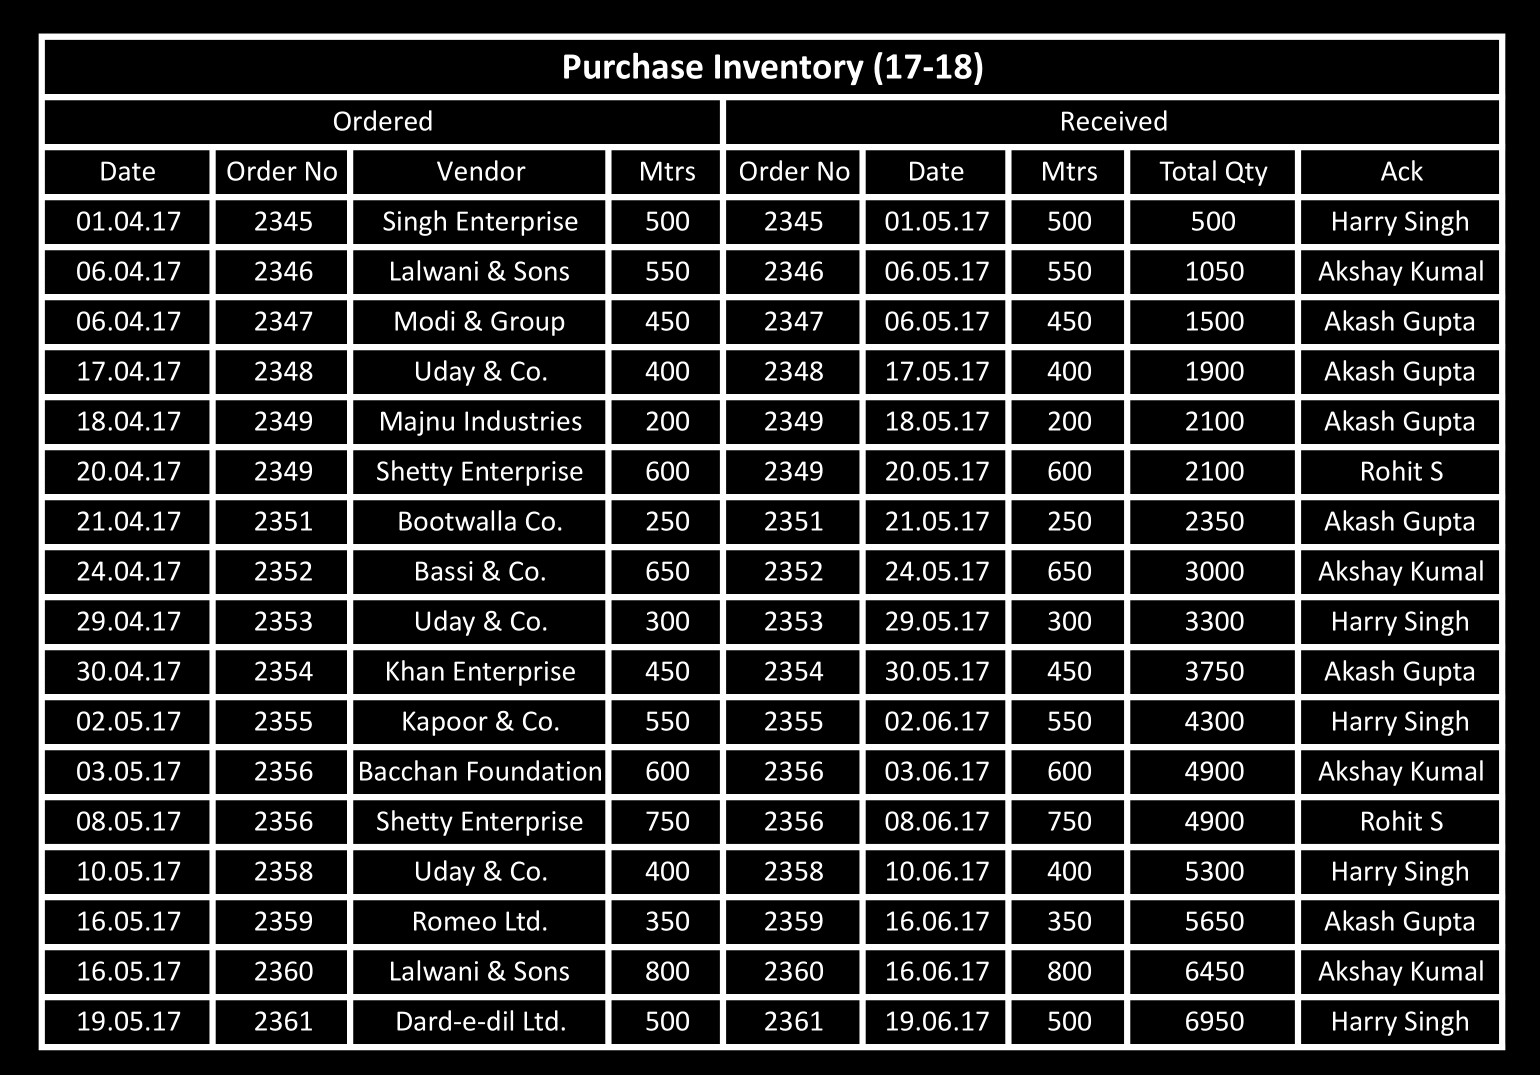 Purchase Inventory (17-18)
Ordered Received
Date Order No Vendor Mtrs Order No Date Mtrs Total Qty Ack
01.04.17 2345 Singh Enterprise 500 2345 01.05.17 500 500 Harry Singh
06.04.17 2346 Lalwani & Sons 550 2346 06.05.17 550 1050 Akshay Kumal
06.04.17 2347 Modi & Group 450 2347 06.05.17 450 1500 Akash Gupta
17.04.17 2348 Uday & Co. 400 2348 17.05.17 400 1900 Akash Gupta
18.04.17 2349 Majnu Industries 200 2349 18.05.17 200 2100 Akash Gupta
20.04.17 2349 Shetty Enterprise 600 2349 20.05.17 600 2100 Rohit S
21.04.17 2351 Bootwalla Co. 250 2351 21.05.17 250 2350 Akash Gupta
24.04.17 2352 Bassi & Co. 650 2352 24.05.17 650 3000 Akshay Kumal
29.04.17 2353 Uday & Co. 300 2353 29.05.17 300 3300 Harry Singh
30.04.17 2354 Khan Enterprise 450 2354 30.05.17 450 3750 Akash Gupta
02.05.17 2355 Kapoor & Co. 550 2355 02.06.17 550 4300 Harry Singh
03.05.17 2356 Bacchan Foundation 600 2356 03.06.17 600 4900 Akshay Kumal
08.05.17 2356 Shetty Enterprise 750 2356 08.06.17 750 4900 Rohit S
10.05.17 2358 Uday & Co. 400 2358 10.06.17 400 5300 Harry Singh
16.05.17 2359 Romeo Ltd. 350 2359 16.06.17 350 5650 Akash Gupta
16.05.17 2360 Lalwani & Sons 800 2360 16.06.17 800 6450 Akshay Kumal
19.05.17 2361 Dard-e-dil Ltd. 500 2361 19.06.17 500 6950 Harry Singh